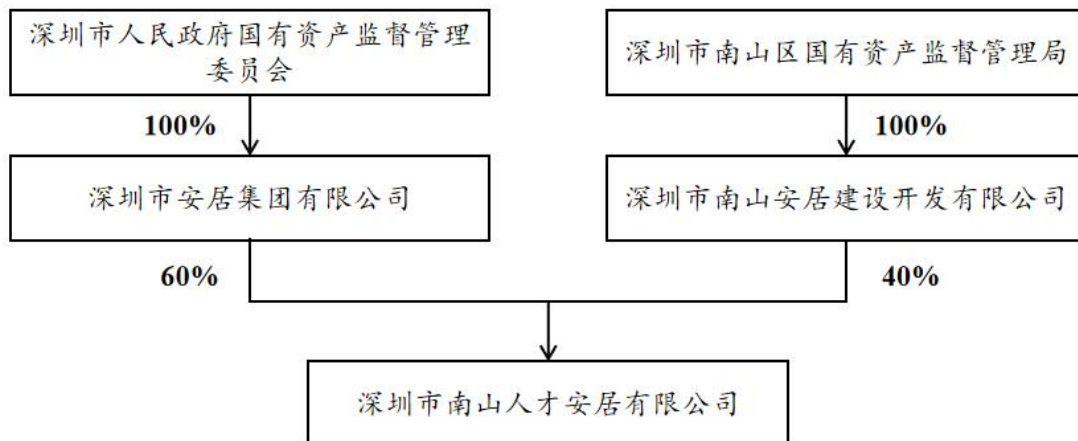 深圳市人民政府国有资产监督管理
委员会
深圳市南山区国有资产监督管理局
100%
100%
深圳市安居集团有限公司
深圳市南山安居建设开发有限公司
60%
40%
深圳市南山人才安居有限公司